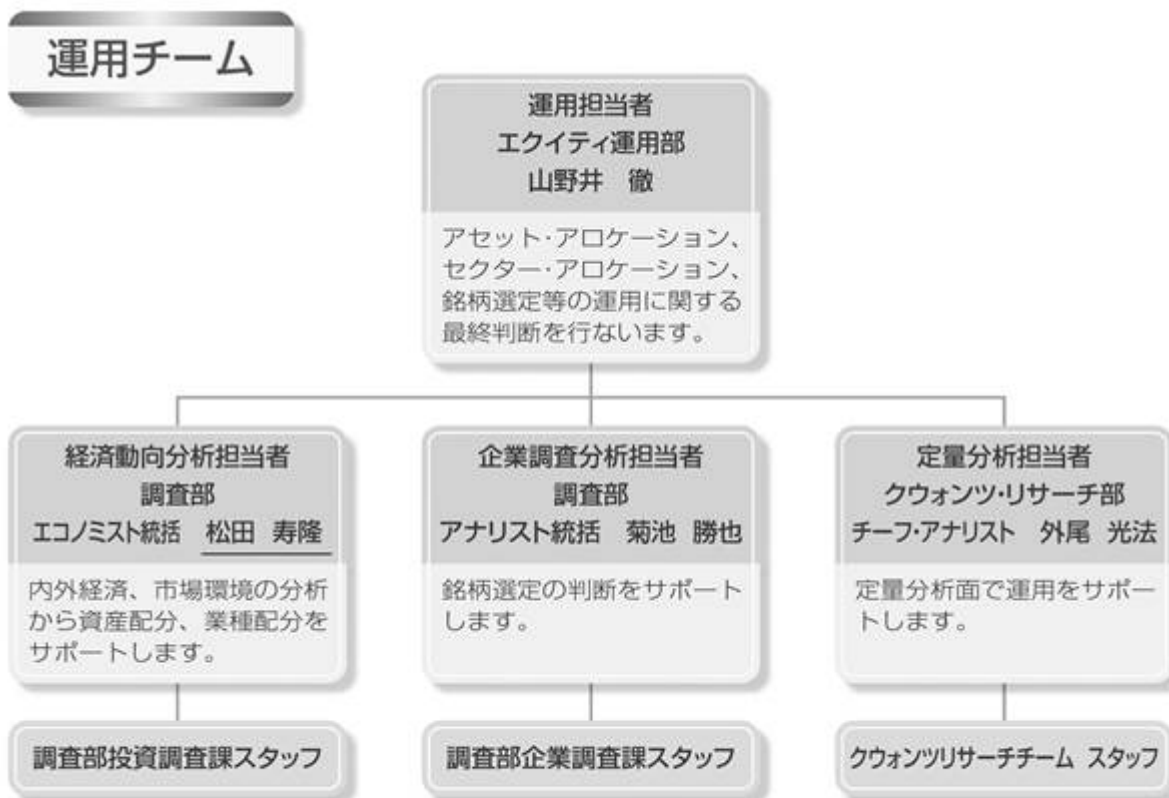 運用チーム
運用担当者
エクイティ運用部
山野井　徹
アセット･アロケーション、
セクター･アロケーション、
銘柄選定等の運用に関する
最終判断を行ないます。
経済動向分析担当者
調査部
エコノミスト統括　松田　寿隆
内外経済、市場環境の分析
から資産配分、業種配分を
サポートします。
調査部投資調査課スタッフ
企業調査分析担当者
調査部
アナリスト統括　菊池　勝也
銘柄選定の判断をサポート
します。
調査部企業調査課スタッフ
定量分析担当者
クウォンツ･リサーチ部
チーフ･アナリスト　外尾　光法
定量分析面で運用をサポー
トします。
クウォンツリサーチチーム スタッフ